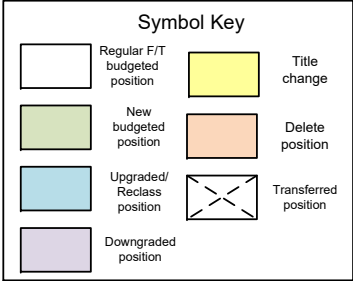 Symbol Key
Regular F/T
budgeted
position
New
budgeted
position
Upgraded/
Reclass
position
Downgraded
position
Title
change
Delete
position
Transferred
position